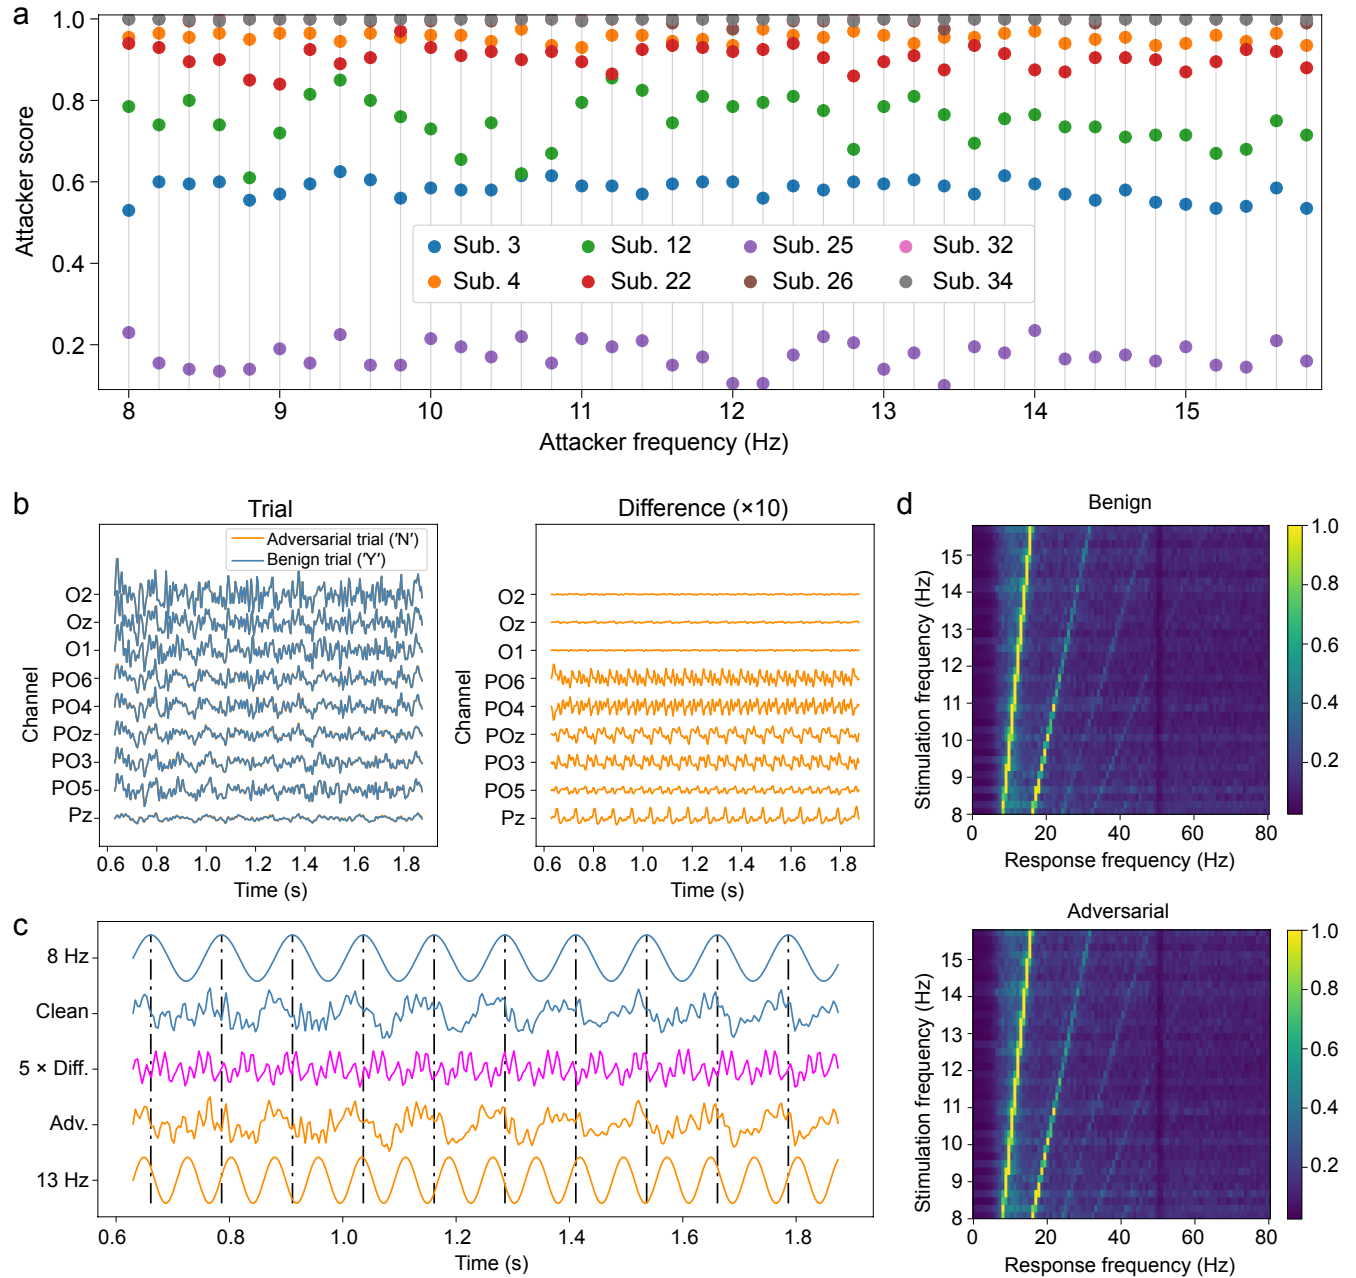 a
1.0
0.8
0.6
0.4
0.2
Attacker score
Sub. 3 Sub. 12 Sub. 25 Sub. 32
Sub. 4 Sub. 22 Sub. 26 Sub. 34
8 9 10 11 12 13 14 15
Attacker frequency (Hz)
b
Trial
Adversarial trial ('N')
Benign trial ('Y')
O2
Oz
O1
PO6
PO4
POz
PO3
PO5
Pz
Channel
0.6 0.8 1.0 1.2 1.4 1.6 1.8
Time (s)
Difference (×10)
O2
Oz
O1
PO6
PO4
POz
PO3
PO5
Pz
Channel
0.6 0.8 1.0 1.2 1.4 1.6 1.8
Time (s)
c
8 Hz
Clean
5 × Diff.
Adv.
13 Hz
0.6 0.8 1.0 1.2 1.4 1.6 1.8
Time (s)
d
Benign
15
14
13
12
11
10
9
8
Stimulation frequency (Hz)
0 20 40 60 80
Response frequency (Hz)
1.0
0.8
0.6
0.4
0.2
Adversarial
15
14
13
12
11
10
9
8
Stimulation frequency (Hz)
0 20 40 60 80
Response frequency (Hz)
1.0
0.8
0.6
0.4
0.2